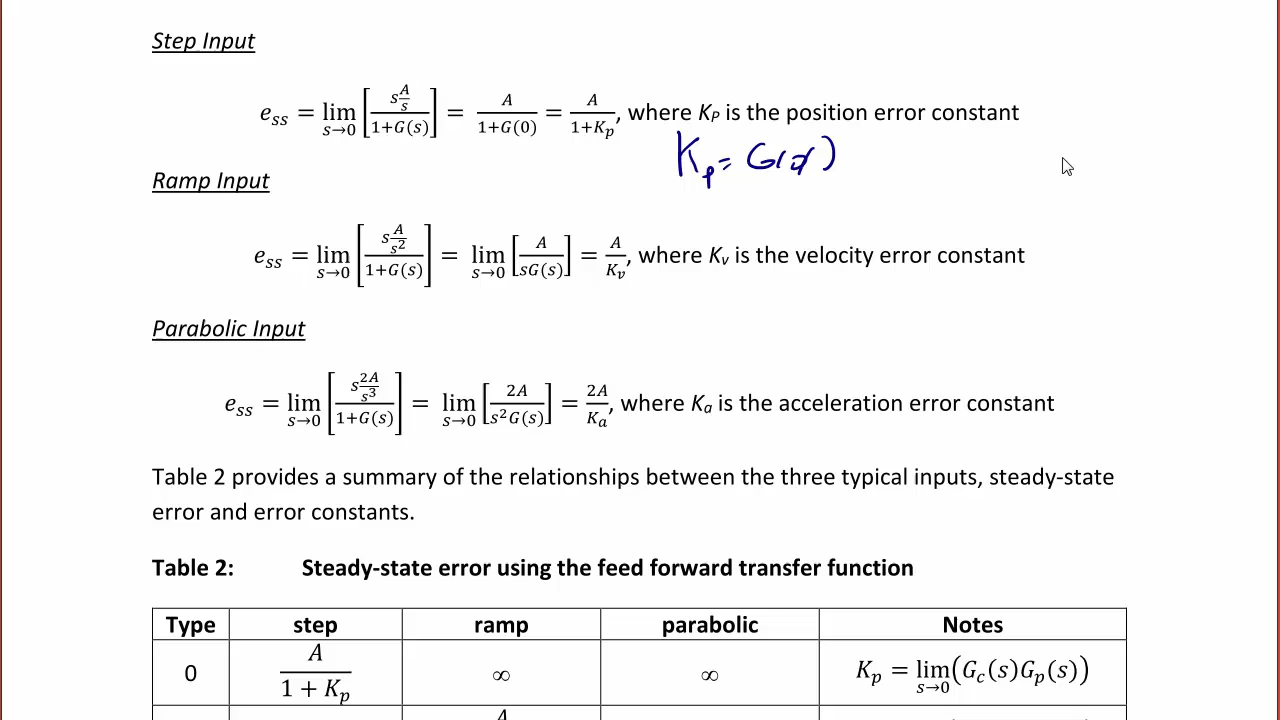 Step Input
e_ss = lim_{s→0} [ (s A/s) / (1+G(s)) ] = A / (1+G(0)) = A / (1+K_p), where K_P is the position error constant
K_p = G(0)
Ramp Input
e_ss = lim_{s→0} [ (s A/s²) / (1+G(s)) ] = lim_{s→0} [ A / (sG(s)) ] = A / K_v, where K_v is the velocity error constant
Parabolic Input
e_ss = lim_{s→0} [ (s 2A/s³) / (1+G(s)) ] = lim_{s→0} [ 2A / (s²G(s)) ] = 2A / K_a, where K_a is the acceleration error constant
Table 2 provides a summary of the relationships between the three typical inputs, steady-state
error and error constants.
Table 2: Steady-state error using the feed forward transfer function
Type step ramp parabolic Notes
0 A / (1 + K_p) ∞ ∞ K_p = lim_{s→0} (G_c(s)G_p(s))
A